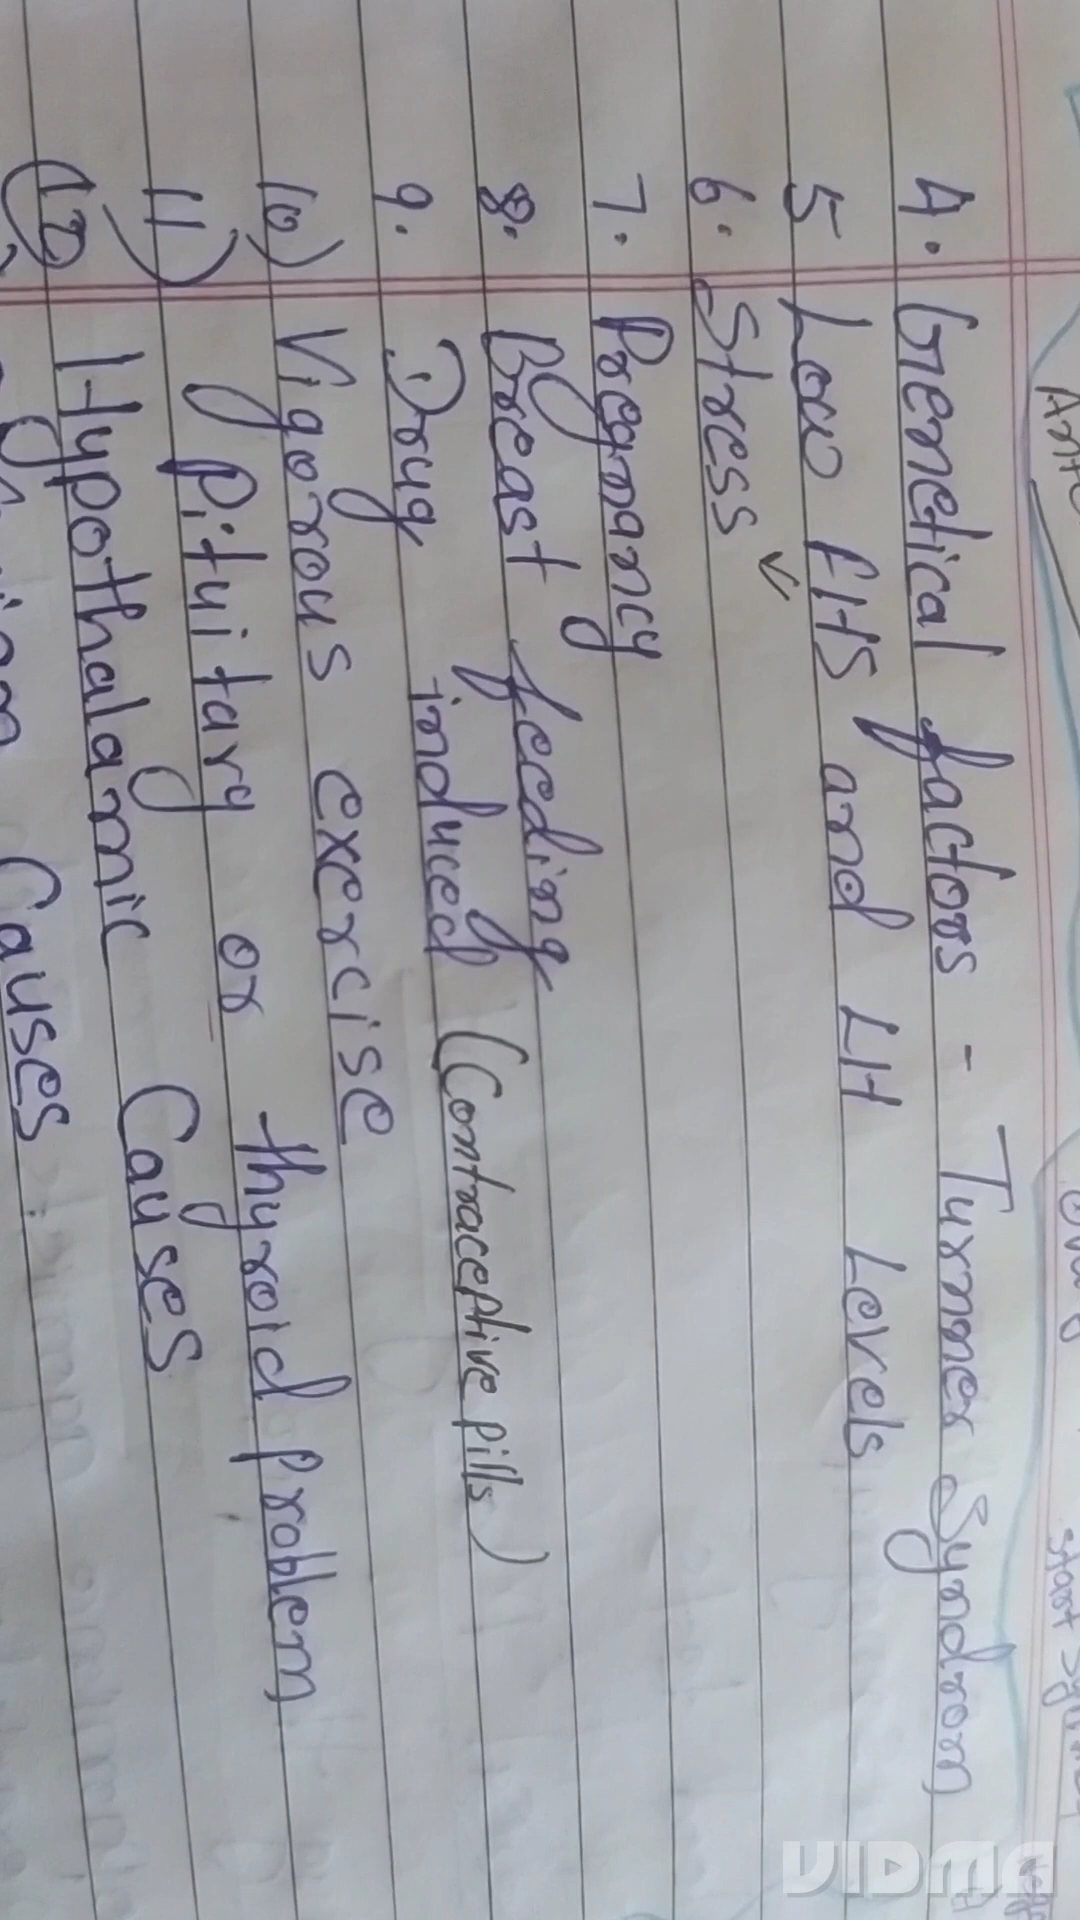 4. Genetical factors - Turner Syndrom
5 Low FHS and LH Levels
6. Stress
7. Pregnancy
8. Breast feeding
9. Drug induced (Contraceptive pills)
10) Vigorous exercise
11) Pituitary or thyroid problem
12) Hypothalamic Causes
Causes
VIDMA